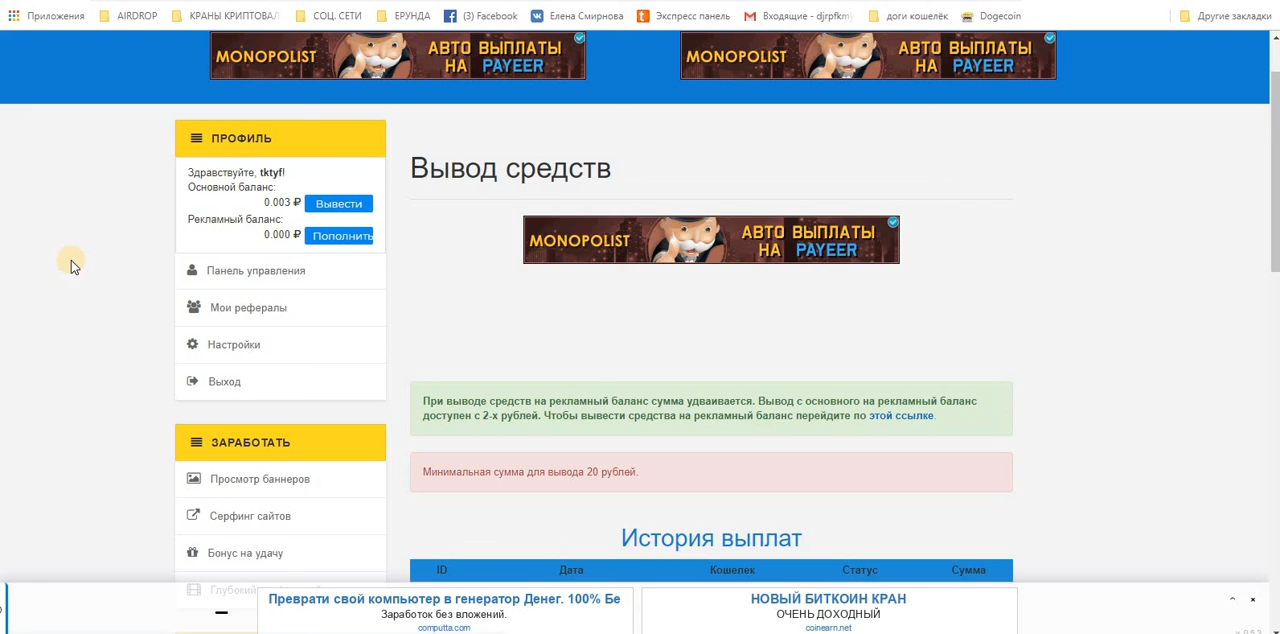 Приложения AIRDROP КРАНЫ КРИПТОВАЛ СОЦ. СЕТИ ЕРУНДА (3) Facebook Елена Смирнова Экспресс панель Входящие - djrpfkm доги кошелёк Dogecoin Другие закладки
MONOPOLIST АВТО ВЫПЛАТЫ НА PAYEER
MONOPOLIST АВТО ВЫПЛАТЫ НА PAYEER
ПРОФИЛЬ
Здравствуйте, tktyf!
Основной баланс:
0.003 ₽ Вывести
Рекламный баланс:
0.000 ₽ Пополнить
Панель управления
Мои рефералы
Настройки
Выход
ЗАРАБОТАТЬ
Просмотр баннеров
Серфинг сайтов
Бонус на удачу
Глубокий
Вывод средств
MONOPOLIST АВТО ВЫПЛАТЫ НА PAYEER
При выводе средств на рекламный баланс сумма удваивается. Вывод с основного на рекламный баланс
доступен с 2-х рублей. Чтобы вывести средства на рекламный баланс перейдите по этой ссылке.
Минимальная сумма для вывода 20 рублей.
История выплат
ID Дата Кошелек Статус Сумма
Преврати свой компьютер в генератор Денег. 100% Бе
Заработок без вложений.
computta.com
НОВЫЙ БИТКОИН КРАН
ОЧЕНЬ ДОХОДНЫЙ
coinearn.net